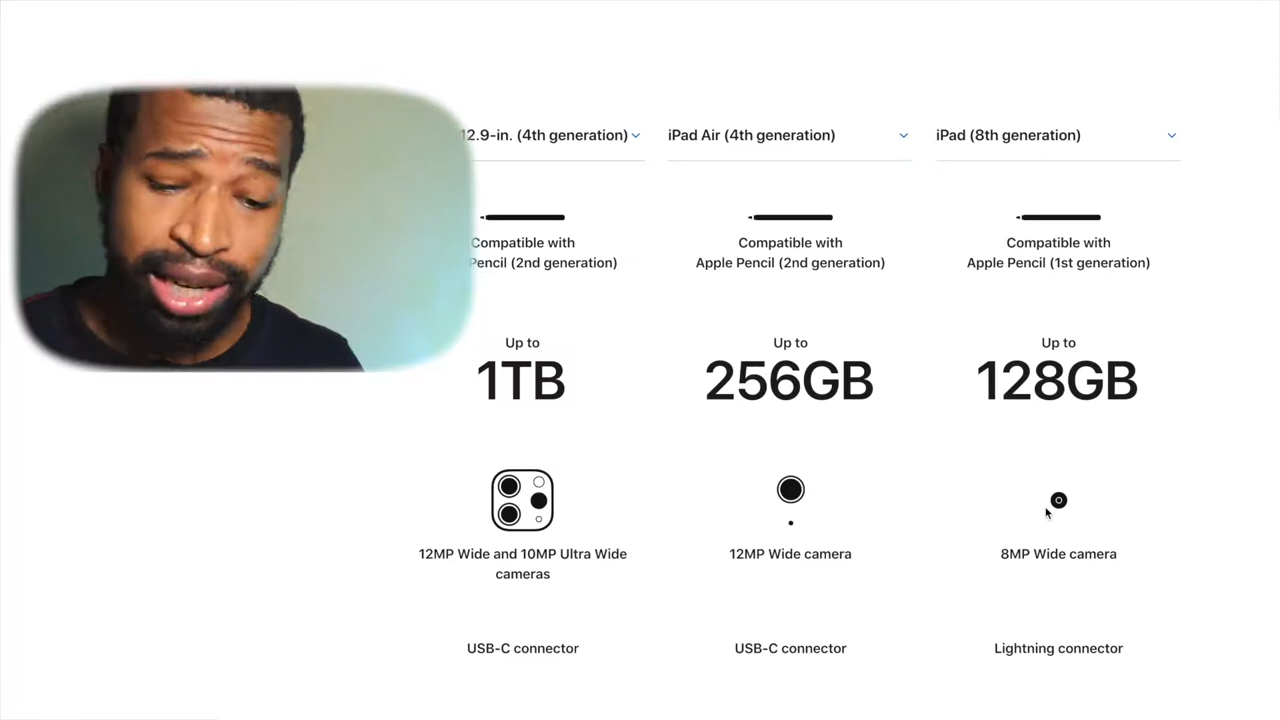 12.9-in. (4th generation)
iPad Air (4th generation)
iPad (8th generation)
Compatible with
Pencil (2nd generation)
Compatible with
Apple Pencil (2nd generation)
Compatible with
Apple Pencil (1st generation)
Up to
1TB
Up to
256GB
Up to
128GB
12MP Wide and 10MP Ultra Wide
cameras
12MP Wide camera
8MP Wide camera
USB-C connector
USB-C connector
Lightning connector